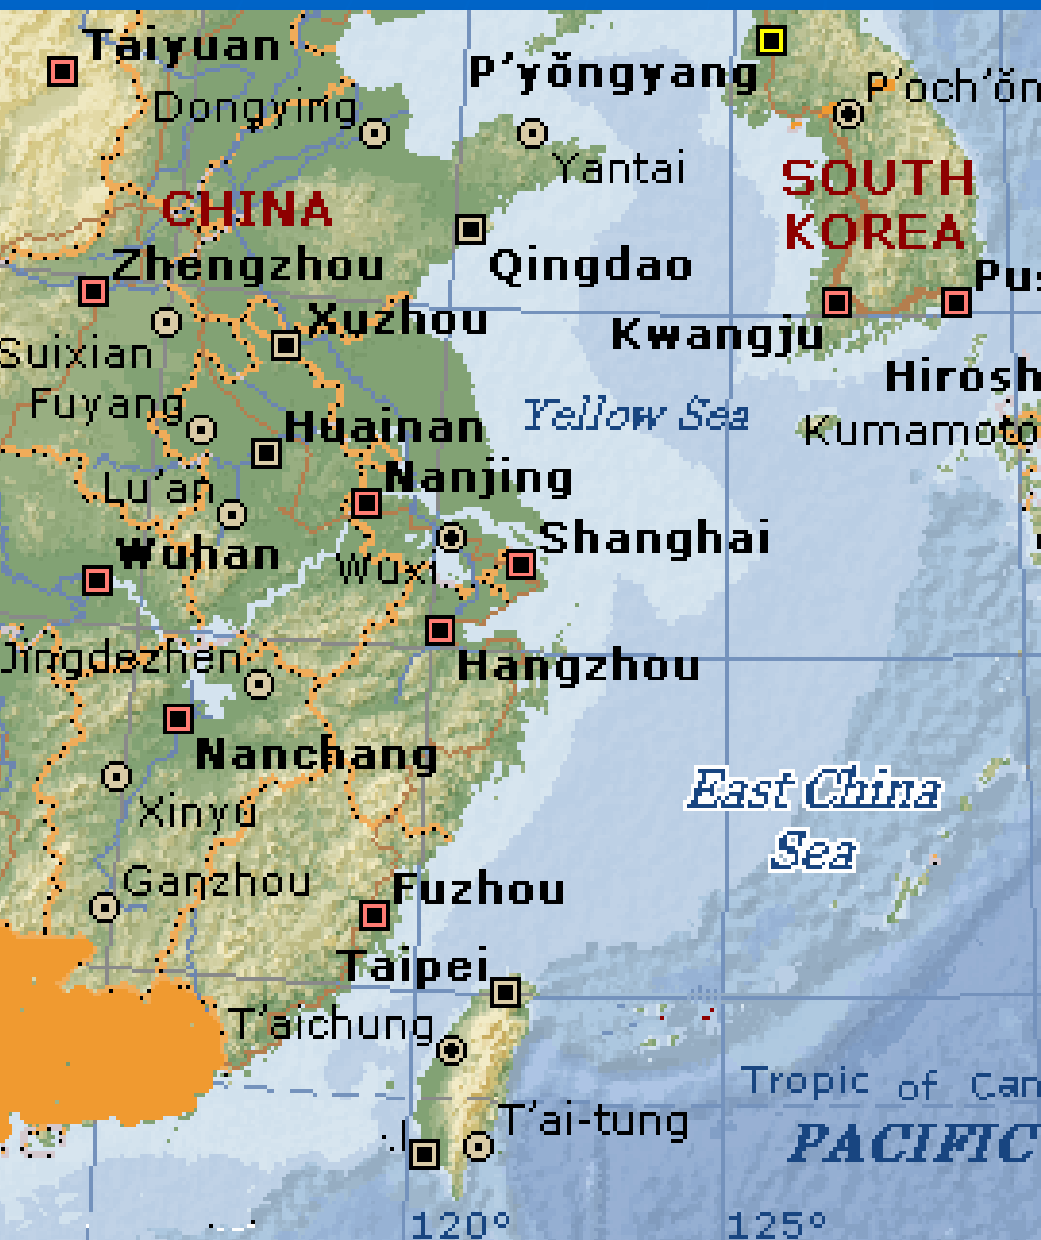 Taiyuan
P'yŏngyang
P'och'ŏn
Dongying
Yantai
SOUTH
KOREA
CHINA
Zhengzhou
Qingdao
Xuzhou
Kwangju
Suixian
Fuyang
Yellow Sea
Kumamoto
Huainan
Nanjing
Lu'an
Shanghai
Wuhan
Wuxi
Jingdezhen
Hangzhou
Nanchang
East China
Sea
Xinyu
Ganzhou
Fuzhou
Taipei
T'aichung
Tropic of
T'ai-tung
PACIFIC
120° 125°